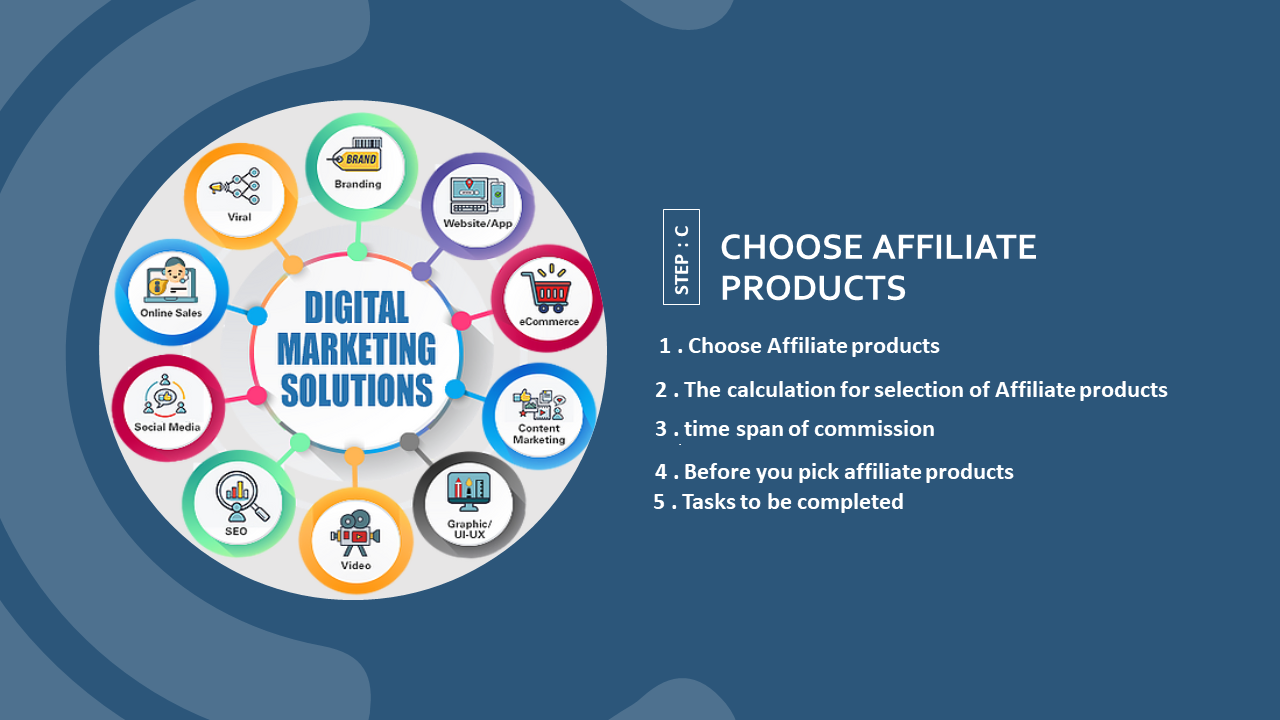 BRAND
Branding
Viral
Website/App
Online Sales
eCommerce
DIGITAL
MARKETING
SOLUTIONS
Social Media
Content
Marketing
SEO
Graphic/
UI-UX
Video
STEP : C
CHOOSE AFFILIATE
PRODUCTS
1 . Choose Affiliate products
2 . The calculation for selection of Affiliate products
3 . time span of commission
4 . Before you pick affiliate products
5 . Tasks to be completed